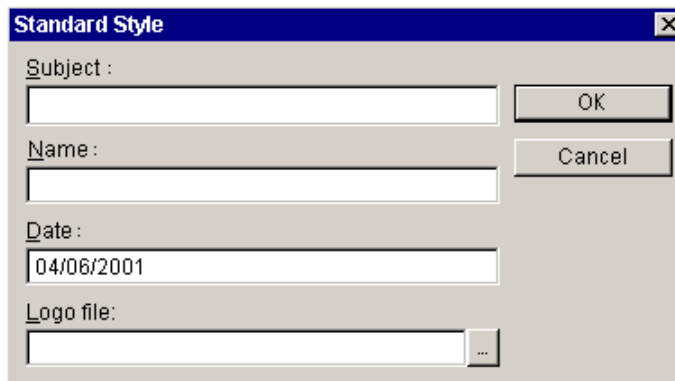 Standard Style
Subject :
OK
Name :
Cancel
Date :
04/06/2001
Logo file:
...